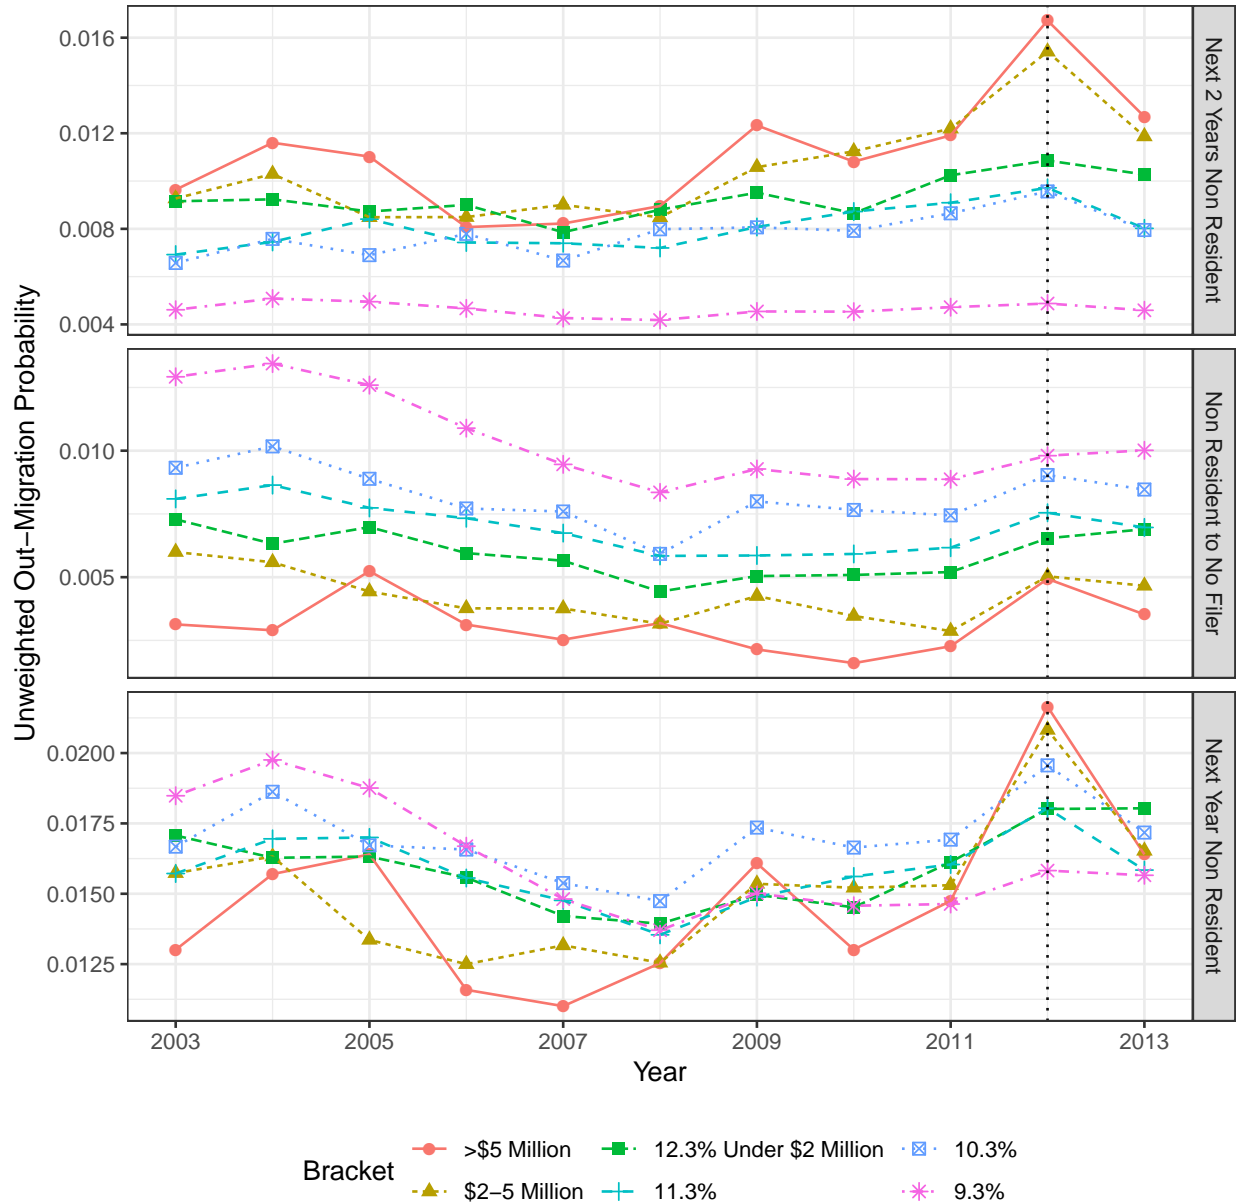 Unweighted Out−Migration Probability
0.016
0.012
0.008
0.004
Next 2 Years Non Resident
0.010
0.005
Non Resident to No Filer
0.0200
0.0175
0.0150
0.0125
Next Year Non Resident
2003 2005 2007 2009 2011 2013
Year
Bracket
>$5 Million 12.3% Under $2 Million 10.3%
$2−5 Million 11.3% 9.3%